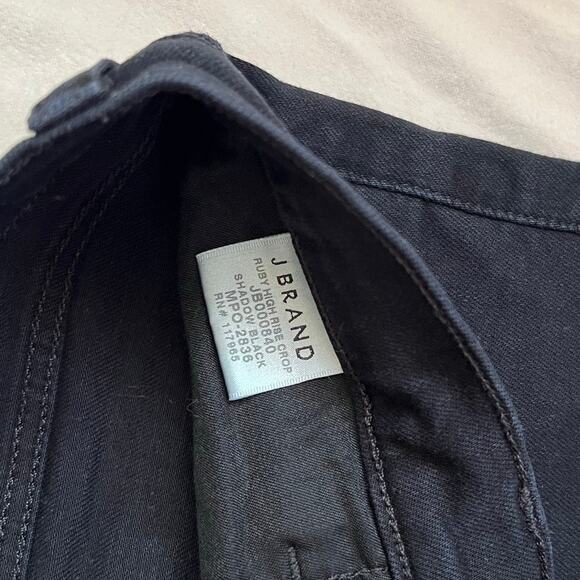 J BRAND
RUBY HIGH RISE CROP
JB000840
SHADOW BLACK
MPO-2836
RN# 117965